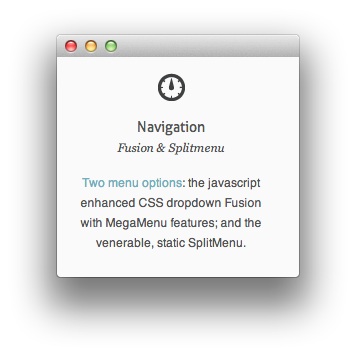 Navigation
Fusion & Splitmenu
Two menu options: the javascript
enhanced CSS dropdown Fusion
with MegaMenu features; and the
venerable, static SplitMenu.